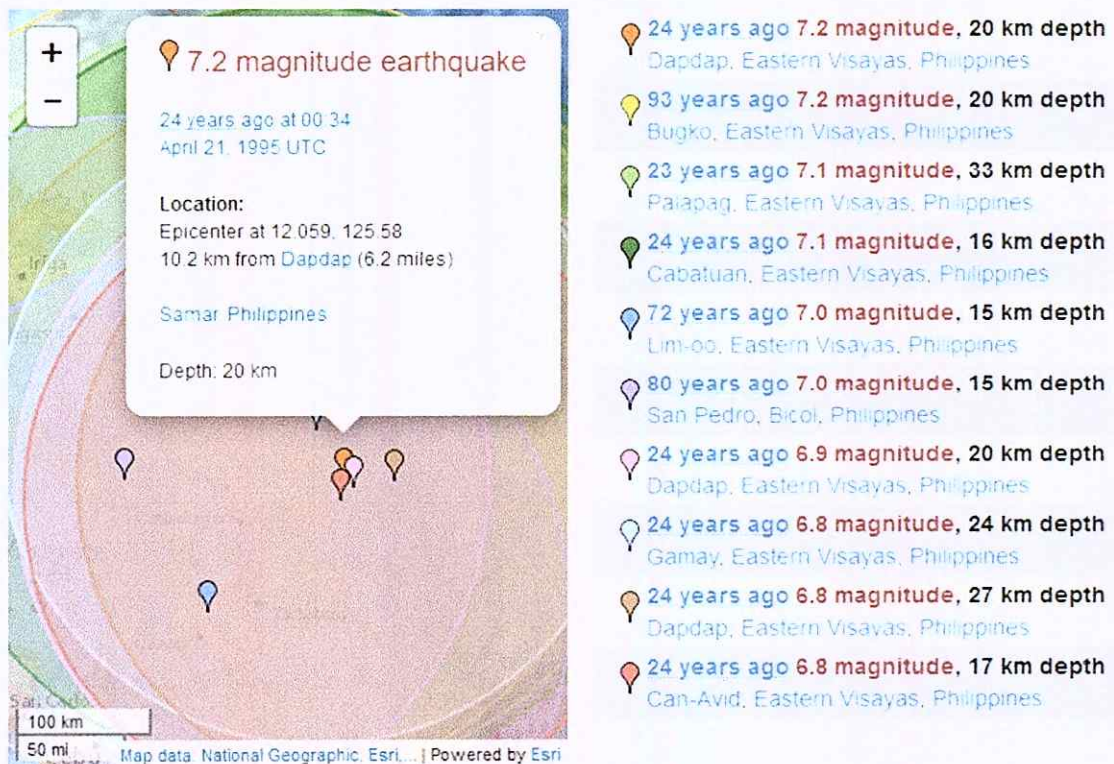 +
−
7.2 magnitude earthquake
24 years ago at 00:34
April 21, 1995 UTC
Location:
Epicenter at 12.059, 125.58
10.2 km from Dapdap (6.2 miles)
Samar Philippines
Depth: 20 km
Iriga
100 km
50 mi
Map data: National Geographic, Esri,... | Powered by Esri
24 years ago 7.2 magnitude, 20 km depth
Dapdap, Eastern Visayas, Philippines
93 years ago 7.2 magnitude, 20 km depth
Bugko, Eastern Visayas, Philippines
23 years ago 7.1 magnitude, 33 km depth
Palapag, Eastern Visayas, Philippines
24 years ago 7.1 magnitude, 16 km depth
Cabatuan, Eastern Visayas, Philippines
72 years ago 7.0 magnitude, 15 km depth
Lim-oo, Eastern Visayas, Philippines
80 years ago 7.0 magnitude, 15 km depth
San Pedro, Bicol, Philippines
24 years ago 6.9 magnitude, 20 km depth
Dapdap, Eastern Visayas, Philippines
24 years ago 6.8 magnitude, 24 km depth
Gamay, Eastern Visayas, Philippines
24 years ago 6.8 magnitude, 27 km depth
Dapdap, Eastern Visayas, Philippines
24 years ago 6.8 magnitude, 17 km depth
Can-Avid, Eastern Visayas, Philippines